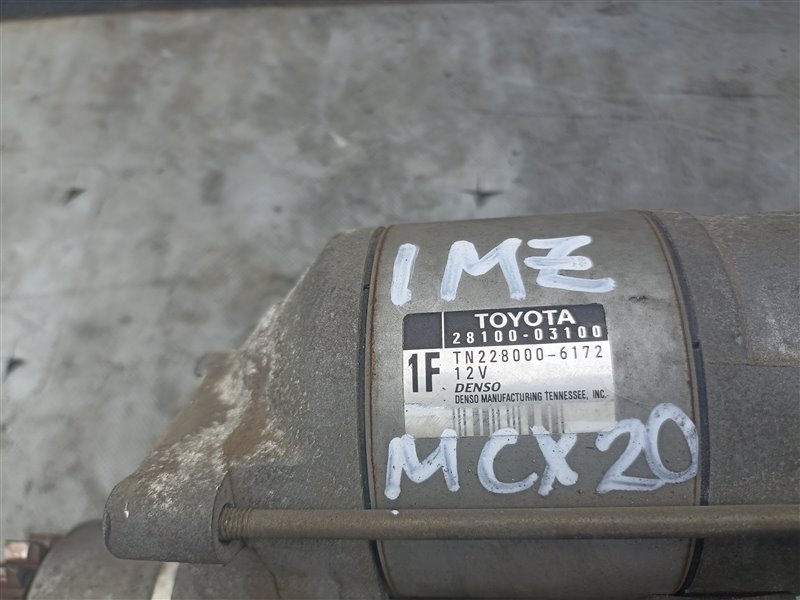 1MZ
TOYOTA
28100-03100
1F
TN228000-6172
12V
DENSO
DENSO MANUFACTURING TENNESSEE, INC.
MCX20